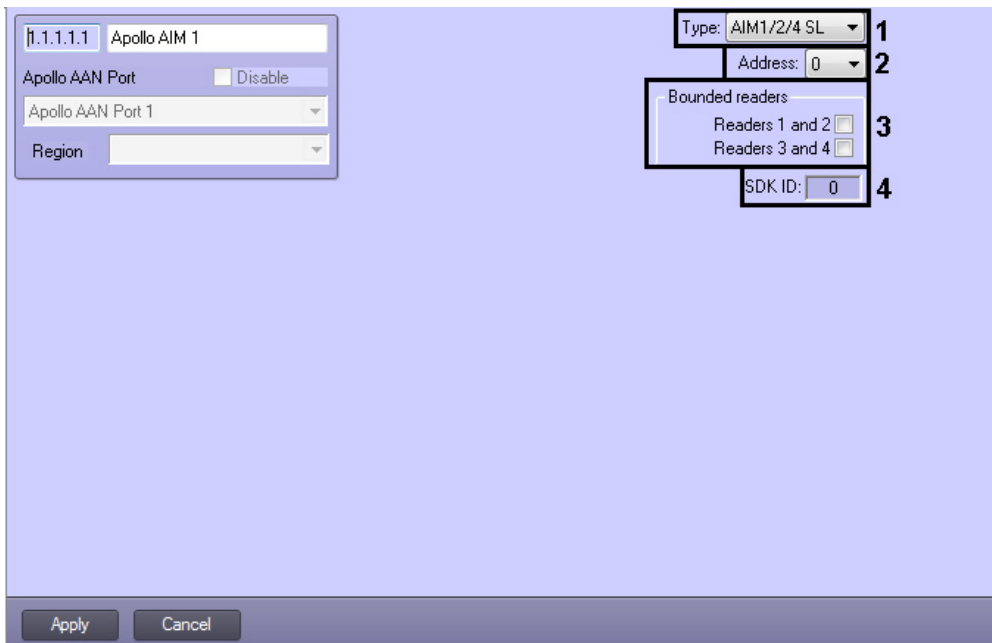 1.1.1.1.1 Apollo AIM 1
Apollo AAN Port Disable
Apollo AAN Port 1
Region
Type: AIM1/2/4 SL 1
Address: 0 2
Bounded readers
Readers 1 and 2 3
Readers 3 and 4
SDK ID: 0 4
Apply Cancel